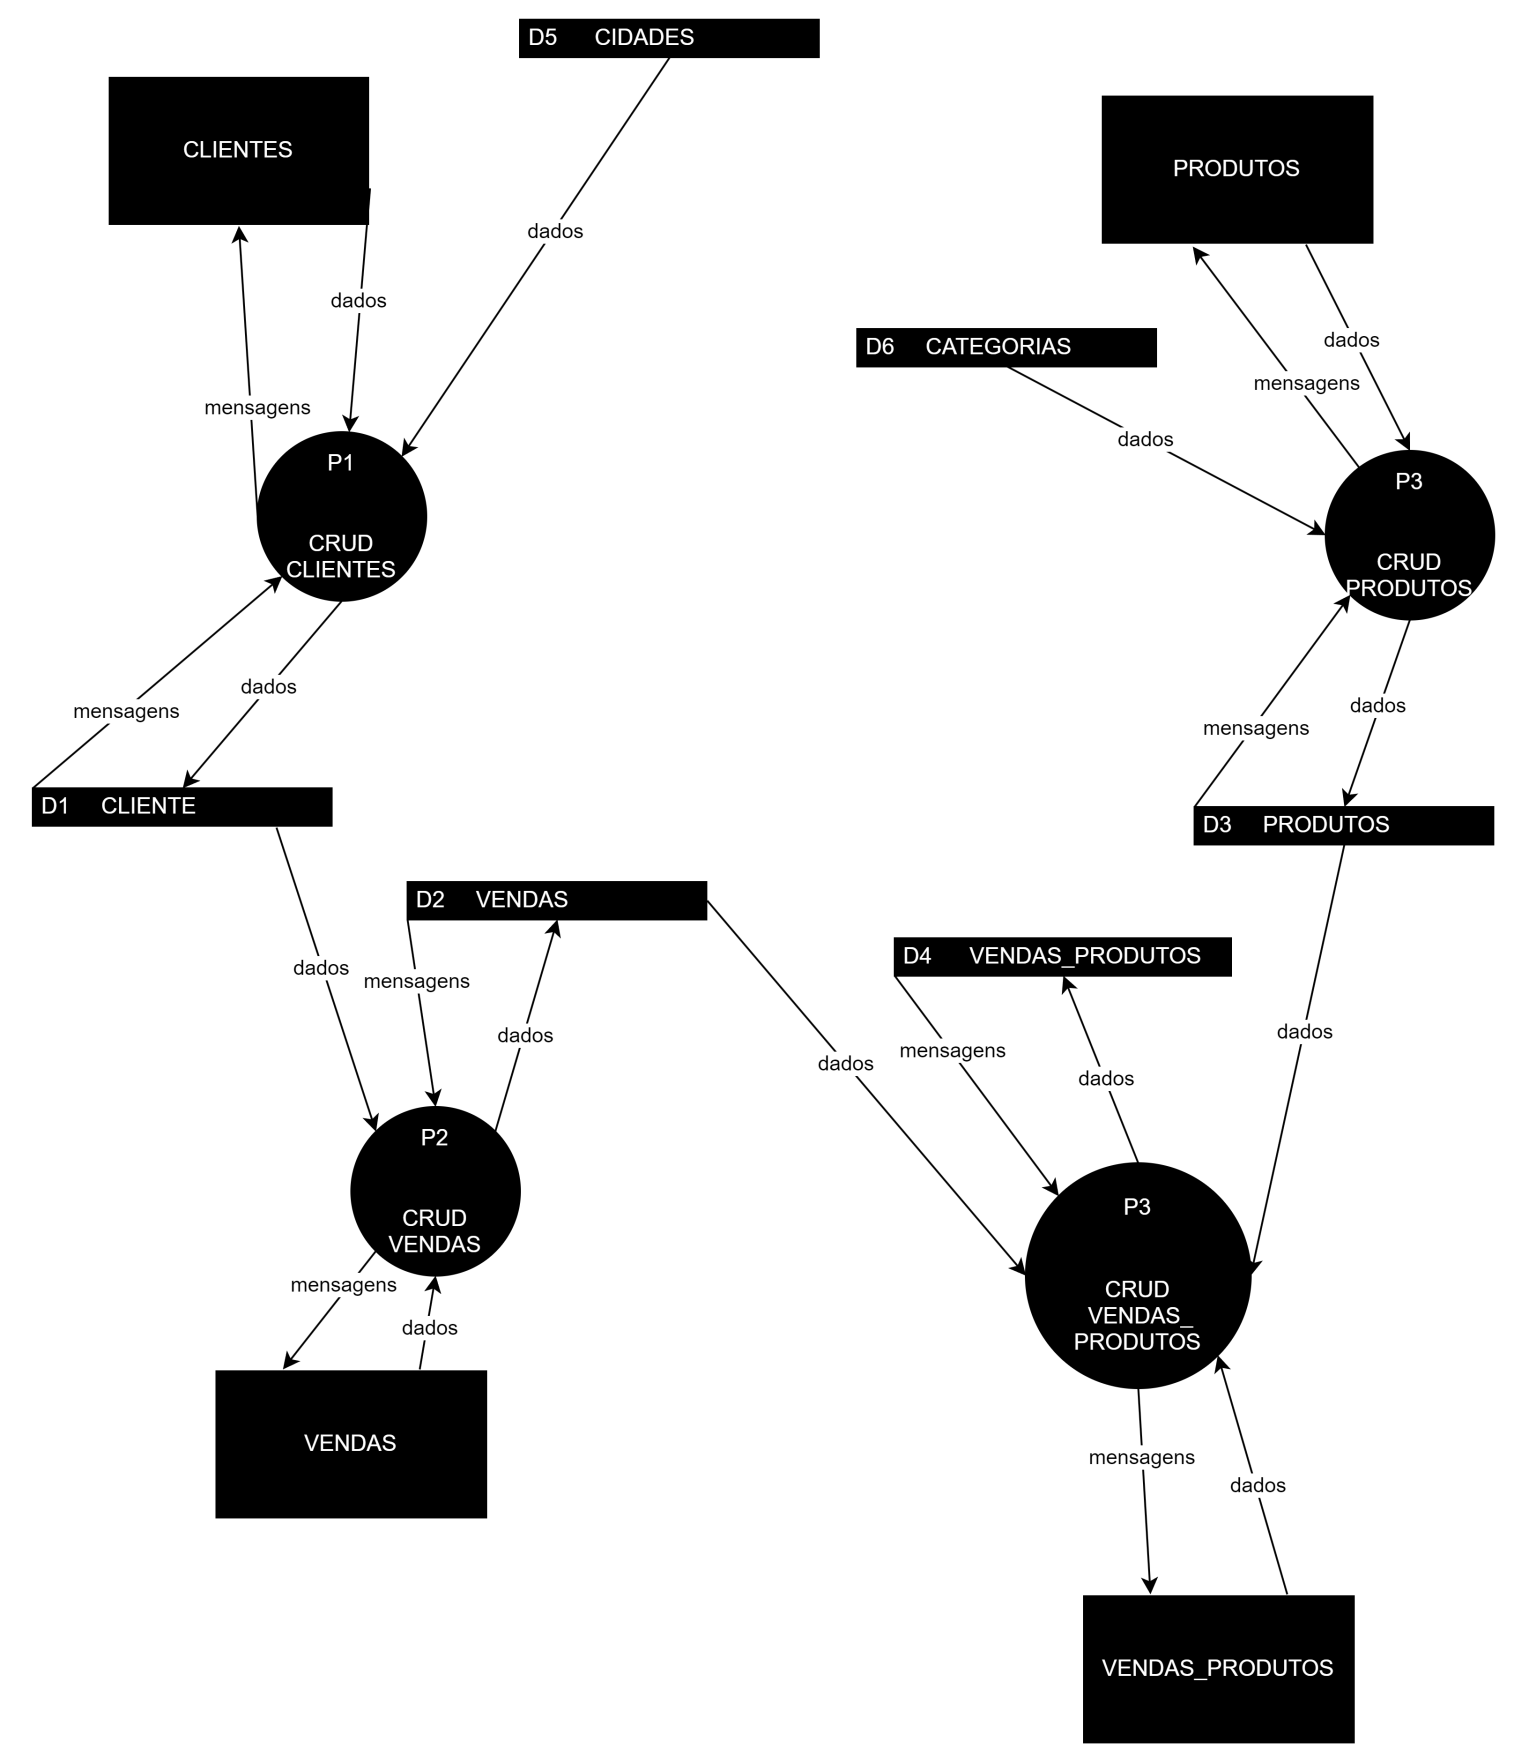 D5 CIDADES
CLIENTES
PRODUTOS
dados
dados
D6 CATEGORIAS
dados
mensagens
mensagens
dados
P1
CRUD
CLIENTES
P3
CRUD
PRODUTOS
mensagens
dados
mensagens
dados
D1 CLIENTE
D3 PRODUTOS
D2 VENDAS
D4 VENDAS_PRODUTOS
dados
mensagens
dados
dados
mensagens
dados
dados
P2
CRUD
VENDAS
P3
CRUD
VENDAS_
PRODUTOS
mensagens
dados
VENDAS
mensagens
dados
VENDAS_PRODUTOS